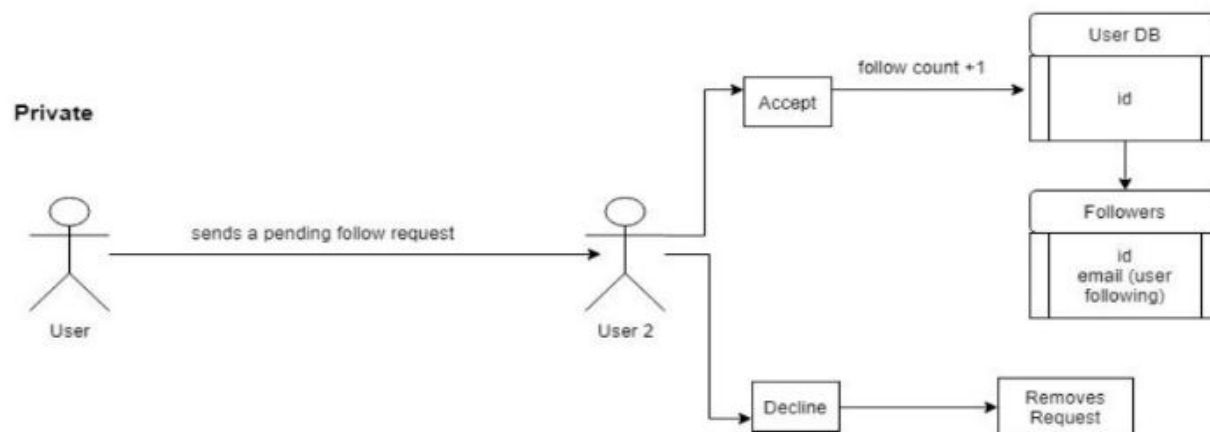 User DB
follow count +1
Accept
id
Private
Followers
sends a pending follow request
id
email (user
following)
User
User 2
Decline
Removes
Request